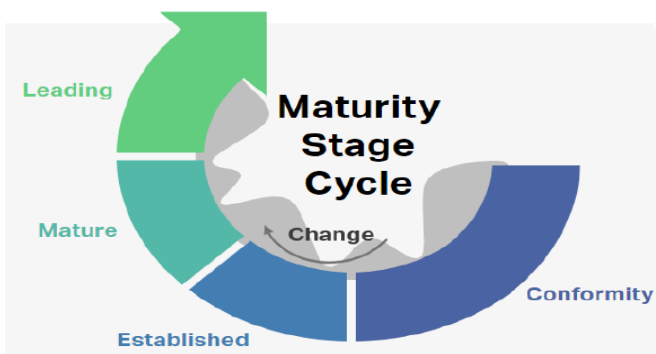 Maturity
Stage
Cycle
Leading
Mature
Change
Established
Conformity